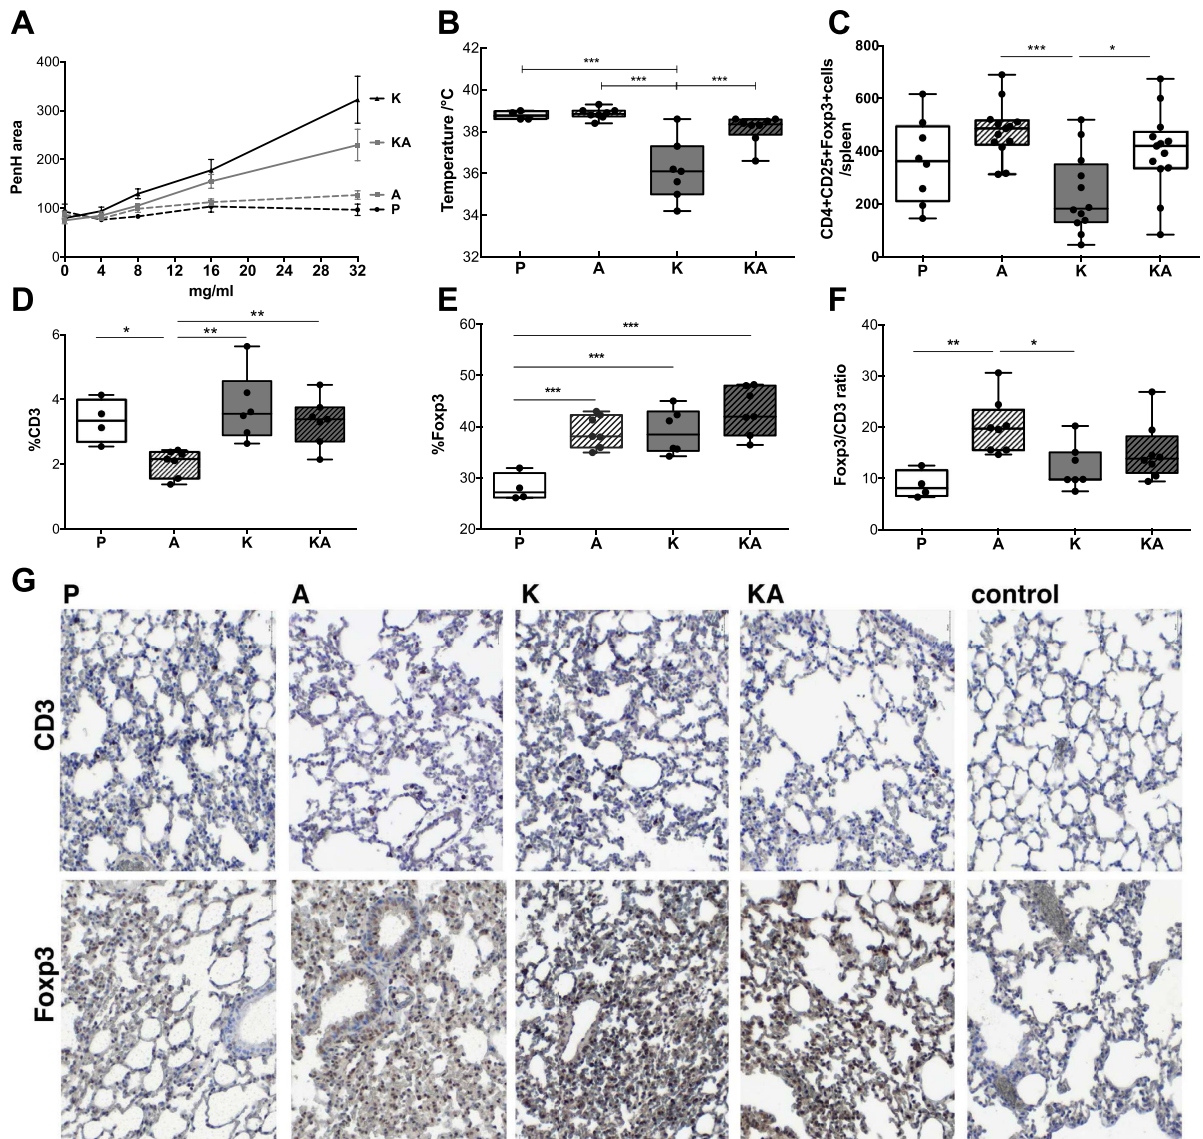 A
PenH area
400
300
200
100
0
0 4 8 12 16 20 24 28 32
mg/ml
K
KA
A
P
B
Temperature /°C
42
40
38
36
34
32
***
*** ***
P A K KA
C
CD4+CD25+Foxp3+cells
/spleen
800
600
400
200
0
*** *
P A K KA
D
%CD3
6
4
2
0
**
* **
P A K KA
E
%Foxp3
60
50
40
30
20
***
***
***
P A K KA
F
Foxp3/CD3 ratio
40
30
20
10
0
** *
P A K KA
G
P A K KA control
CD3
Foxp3